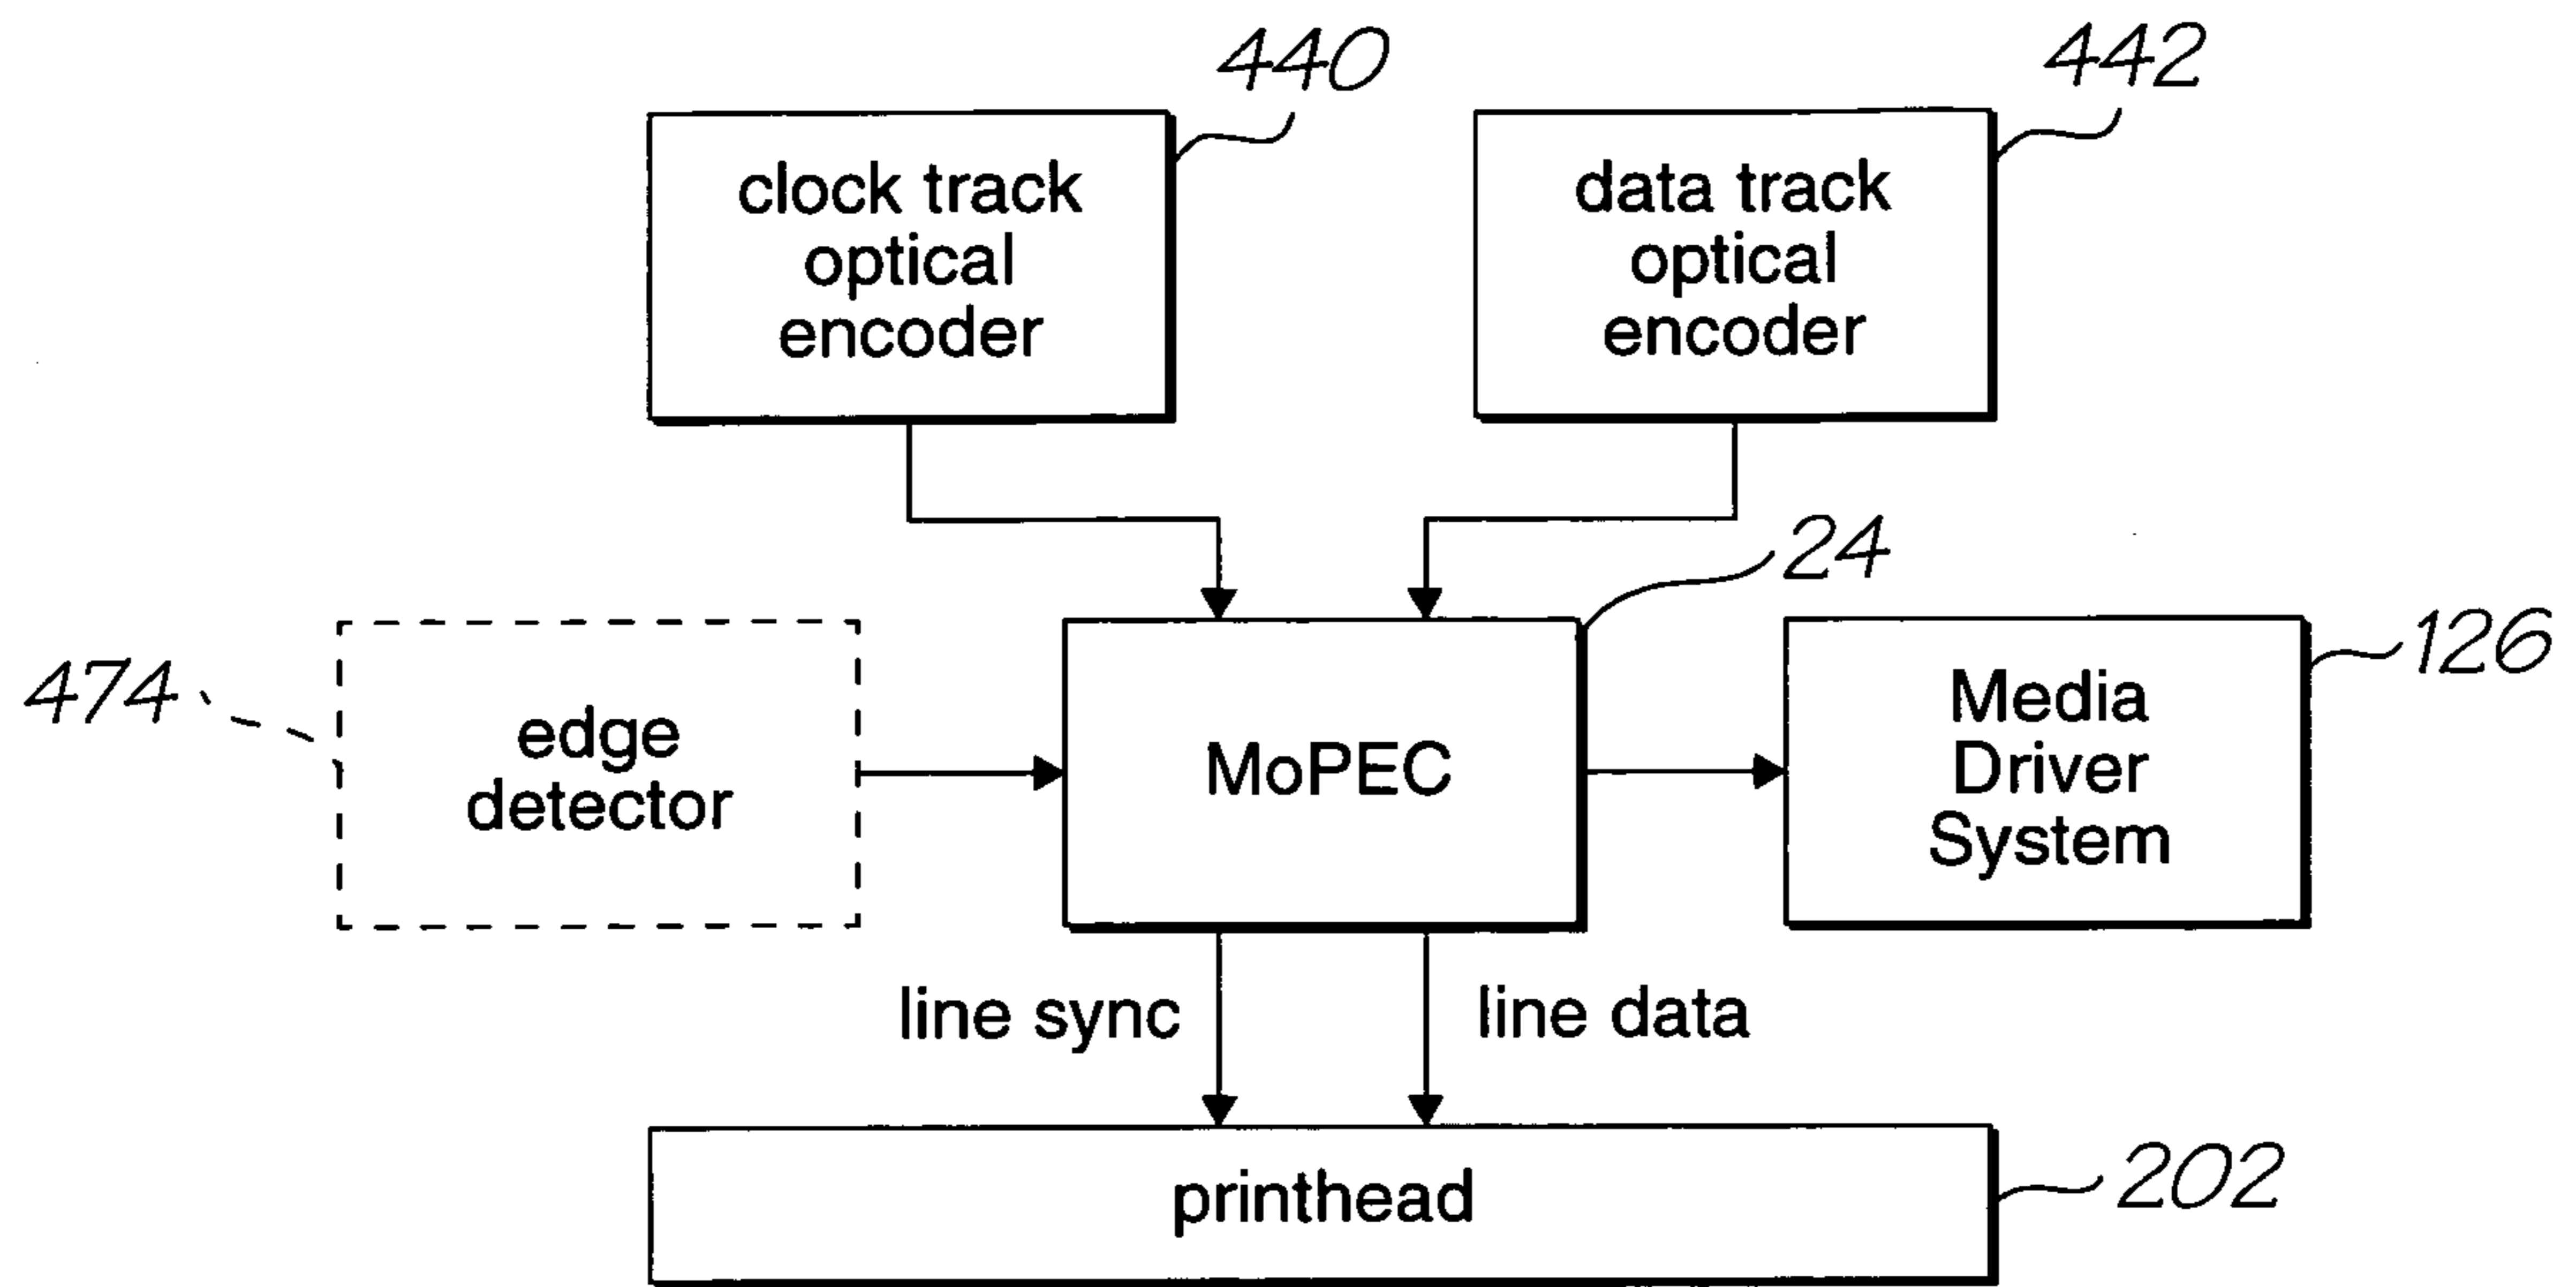 440
442
clock track
optical
encoder
data track
optical
encoder
24
126
474
edge
detector
MoPEC
Media
Driver
System
line sync
line data
printhead
202